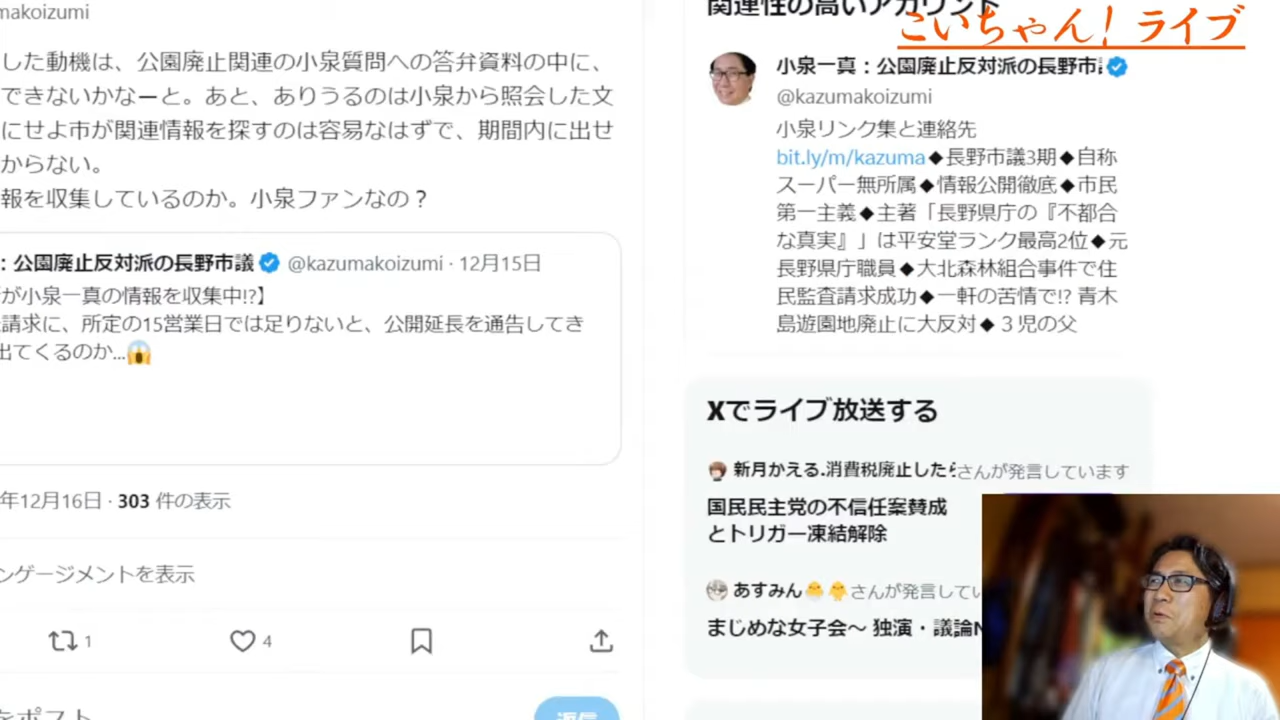 makoizumi
した動機は、公園廃止関連の小泉質問への答弁資料の中に、
できないかなーと。あと、ありうるのは小泉から照会した文
にせよ市が関連情報を探すのは容易なはずで、期間内に出せ
からない。
報を収集しているのか。小泉ファンなの？
：公園廃止反対派の長野市議 @kazumakoizumi · 12月15日
が小泉一真の情報を収集中!?】
請求に、所定の15営業日では足りないと、公開延長を通告してき
出てくるのか...😱
年12月16日 · 303 件の表示
ンゲージメントを表示
1
4
をポスト
返信
関連性の高いアカウント
こいちゃん！ライブ
小泉一真：公園廃止反対派の長野市
@kazumakoizumi
小泉リンク集と連絡先
bit.ly/m/kazuma◆長野市議3期◆自称
スーパー無所属◆情報公開徹底◆市民
第一主義◆主著「長野県庁の『不都合
な真実』」は平安堂ランク最高2位◆元
長野県庁職員◆大北森林組合事件で住
民監査請求成功◆一軒の苦情で!? 青木
島遊園地廃止に大反対◆３児の父
Xでライブ放送する
新月かえる.消費税廃止したらさんが発言しています
国民民主党の不信任案賛成
とトリガー凍結解除
あすみん🐣🐥さんが発言してい
まじめな女子会〜 独演・議論N